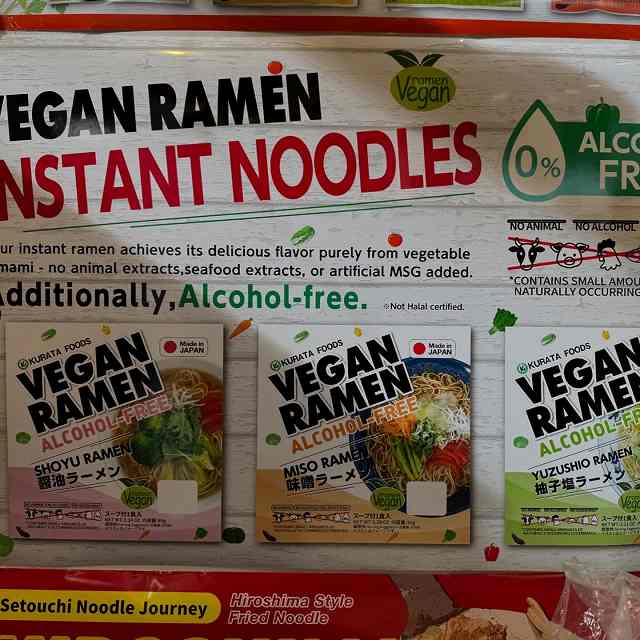 ramen
Vegan
VEGAN RAMEN
INSTANT NOODLES
0%
ALCO
FR
NO ANIMAL NO ALCOHOL
ur instant ramen achieves its delicious flavor purely from vegetable
mami - no animal extracts,seafood extracts, or artificial MSG added.
Additionally,Alcohol-free.
※Not Halal certified.
*CONTAINS SMALL AMOU
NATURALLY OCCURRING
KURATA FOODS
Made in
JAPAN
VEGAN
RAMEN
ALCOHOL-FREE
SHOYU RAMEN
醤油ラーメン
Vegan
スープ付1食入
KURATA FOODS
Made in
JAPAN
VEGAN
RAMEN
ALCOHOL-FREE
MISO RAMEN
味噌ラーメン
Vegan
スープ付1食入
KURATA FOODS
VEGAN
RAMEN
ALCOHOL-FR
YUZUSHIO RAMEN
柚子塩ラーメン
Vegan
Setouchi Noodle Journey
Hiroshima Style
Fried Noodle